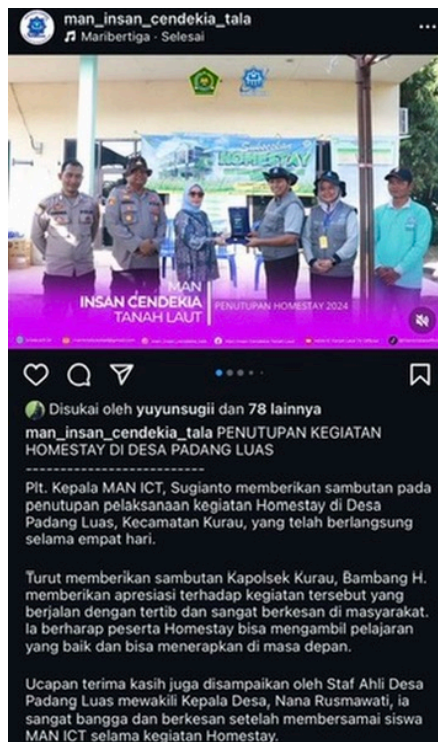 man_insan_cendekia_tala
Maribertiga · Selesai
HOMESTAY
MAN
INSAN CENDEKIA
TANAH LAUT
PENUTUPAN HOMESTAY 2024
Disukai oleh yuyunsugii dan 78 lainnya
man_insan_cendekia_tala PENUTUPAN KEGIATAN
HOMESTAY DI DESA PADANG LUAS
---------------------------
Plt. Kepala MAN ICT, Sugianto memberikan sambutan pada
penutupan pelaksanaan kegiatan Homestay di Desa
Padang Luas, Kecamatan Kurau, yang telah berlangsung
selama empat hari.
Turut memberikan sambutan Kapolsek Kurau, Bambang H.
memberikan apresiasi terhadap kegiatan tersebut yang
berjalan dengan tertib dan sangat berkesan di masyarakat.
Ia berharap peserta Homestay bisa mengambil pelajaran
yang baik dan bisa menerapkan di masa depan.
Ucapan terima kasih juga disampaikan oleh Staf Ahli Desa
Padang Luas mewakili Kepala Desa, Nana Rusmawati, ia
sangat bangga dan berkesan setelah membersamai siswa
MAN ICT selama kegiatan Homestay.